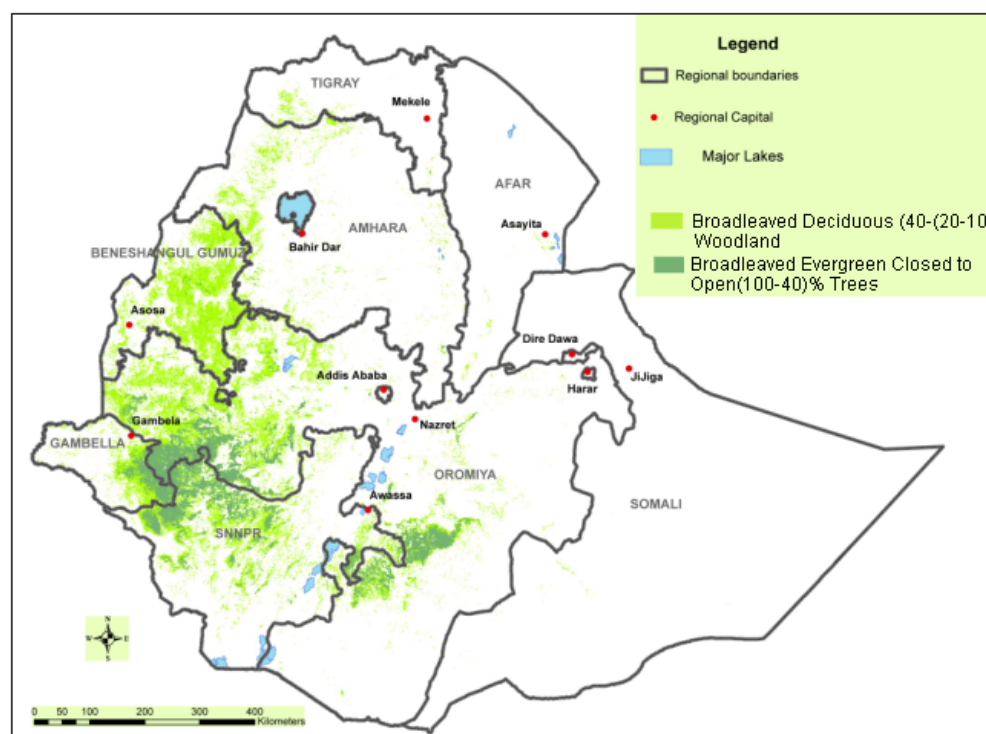 Legend
Regional boundaries
Regional Capital
Major Lakes
Broadleaved Deciduous (40-(20-10
Woodland
Broadleaved Evergreen Closed to
Open(100-40)% Trees
TIGRAY
Mekele
AFAR
Asayita
AMHARA
Bahir Dar
BENESHANGUL GUMUZ
Asosa
Dire Dawa
JiJiga
Harar
Addis Ababa
Nazret
Gambela
GAMBELLA
OROMIYA
Awassa
SOMALI
SNNPR
N
W E
S
0 50 100 200 300 400
Kilometers